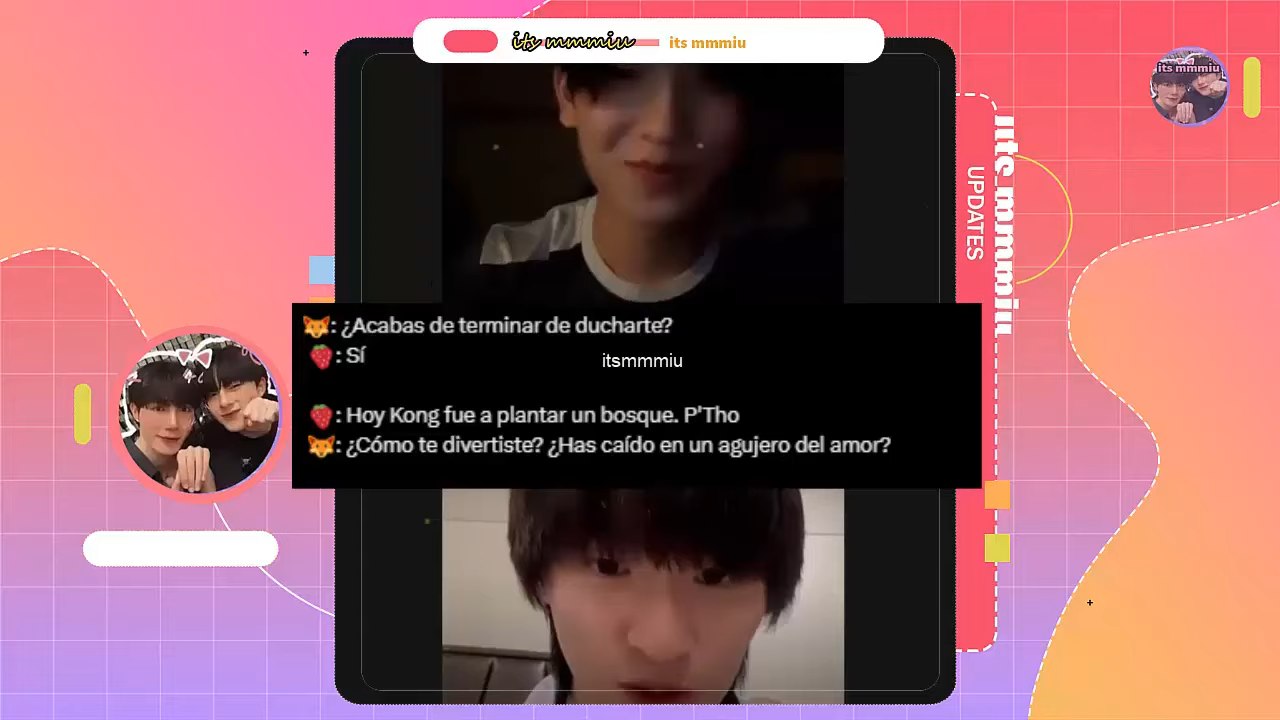 its mmmiu its mmmiu
its mmmiu
its mmmiu
UPDATES
🦊: ¿Acabas de terminar de ducharte?
🍓: Sí
itsmmmiu
🍓: Hoy Kong fue a plantar un bosque. P'Tho
🦊: ¿Cómo te divertiste? ¿Has caído en un agujero del amor?